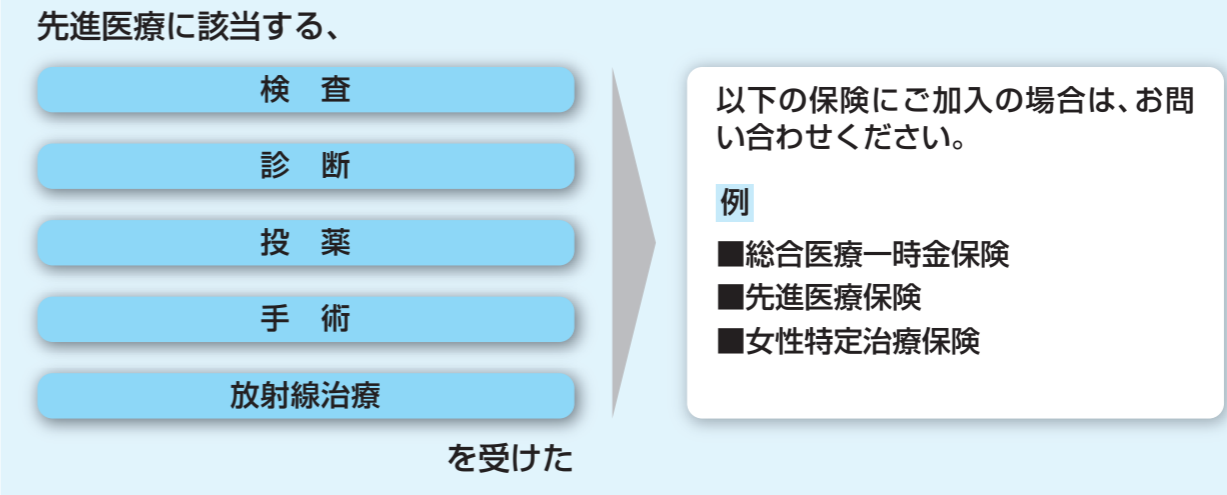 先進医療に該当する、
検　査
診　断
投　薬
手　術
放射線治療
を受けた
以下の保険にご加入の場合は、お問
い合わせください。
例
■総合医療一時金保険
■先進医療保険
■女性特定治療保険